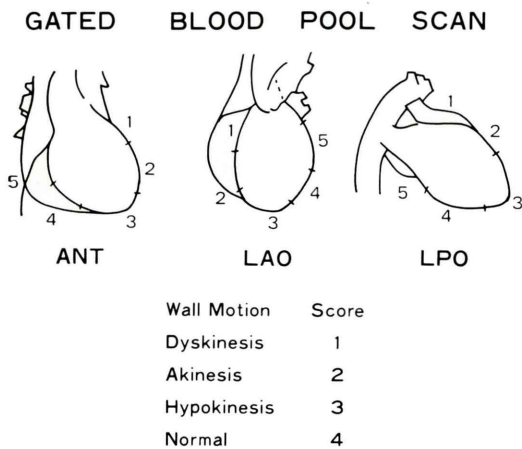 GATED BLOOD POOL SCAN
1
2
3
4
5
ANT
1
2
3
4
5
LAO
1
2
3
4
5
LPO
Wall Motion Score
Dyskinesis 1
Akinesis 2
Hypokinesis 3
Normal 4